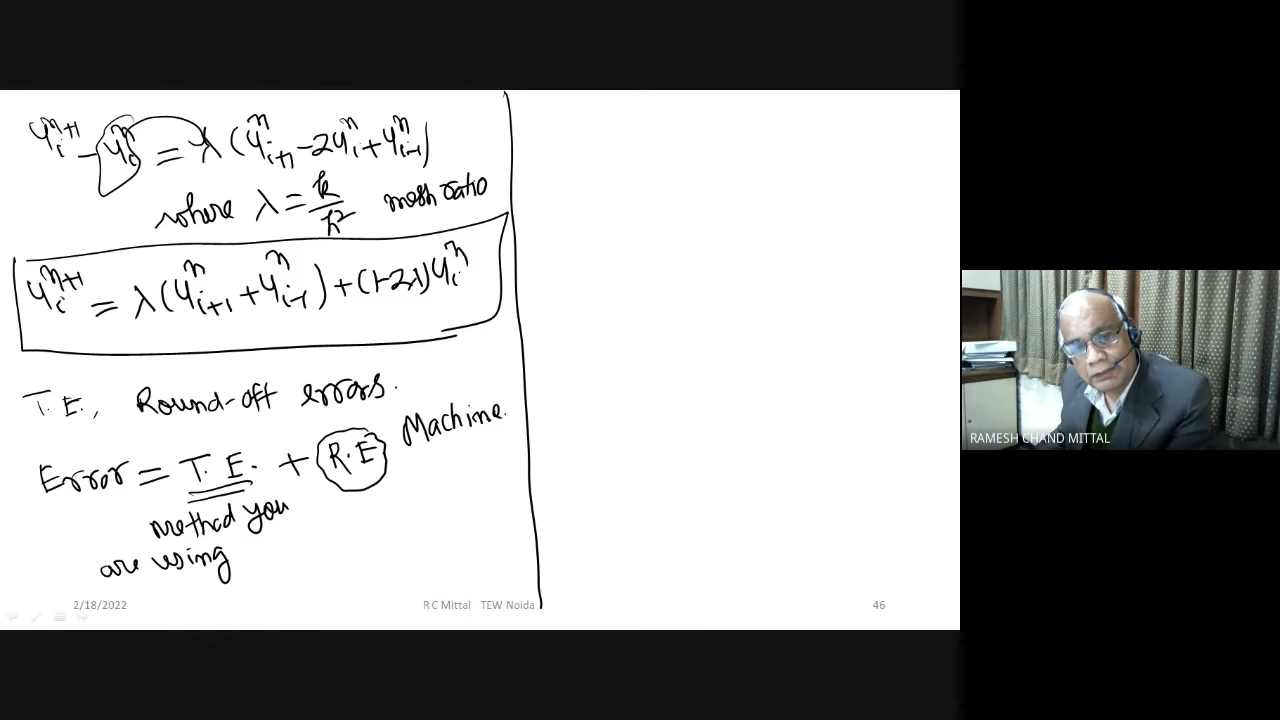 u_i^{n+1} - u_i^n = λ (u_{i+1}^n - 2u_i^n + u_{i-1}^n)
where λ = k/h² mesh ratio
u_i^{n+1} = λ(u_{i+1}^n + u_{i-1}^n) + (1-2λ)u_i^n
T.E., Round-off errors.
Error = T.E. + R.E Machine.
method you
are using
2/18/2022 R C Mittal TEW Noida 46
RAMESH CHAND MITTAL